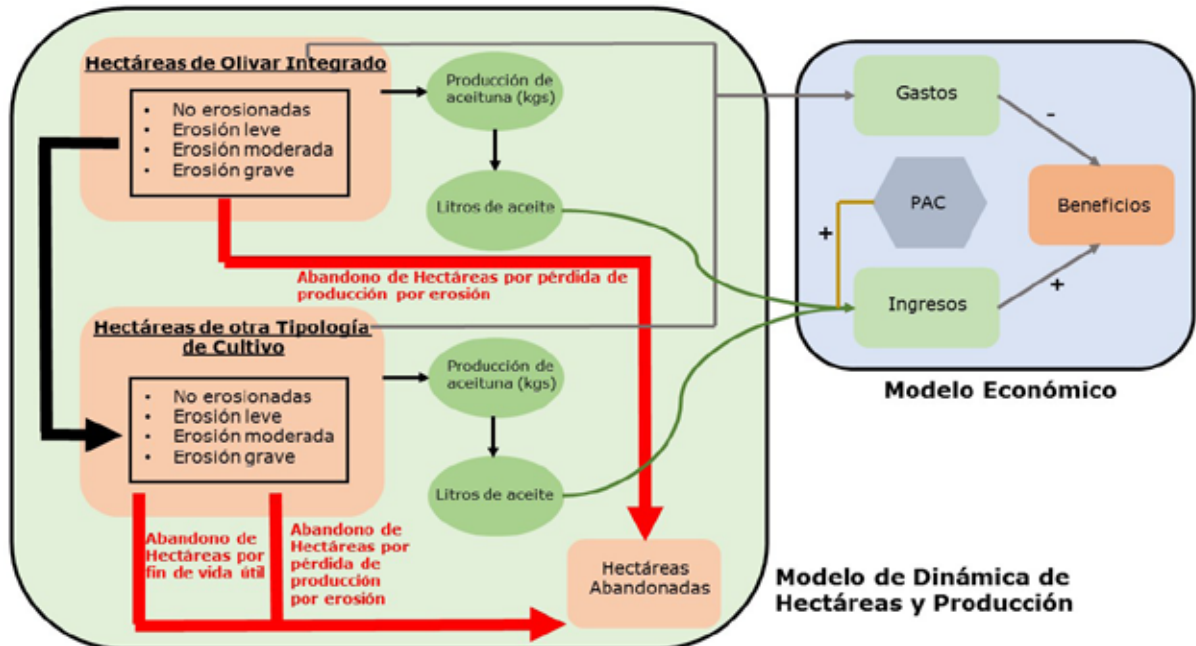 Hectáreas de Olivar Integrado
• No erosionadas
• Erosión leve
• Erosión moderada
• Erosión grave
Producción de
aceituna (kgs)
Litros de aceite
Abandono de Hectáreas por pérdida de
producción por erosión
Hectáreas de otra Tipología
de Cultivo
• No erosionadas
• Erosión leve
• Erosión moderada
• Erosión grave
Producción de
aceituna (kgs)
Litros de aceite
Abandono de
Hectáreas por
fin de vida útil
Abandono de
Hectáreas por
pérdida de
producción
por erosión
Hectáreas
Abandonadas
Modelo de Dinámica de
Hectáreas y Producción
Gastos
-
PAC
Beneficios
+
Ingresos
+
Modelo Económico